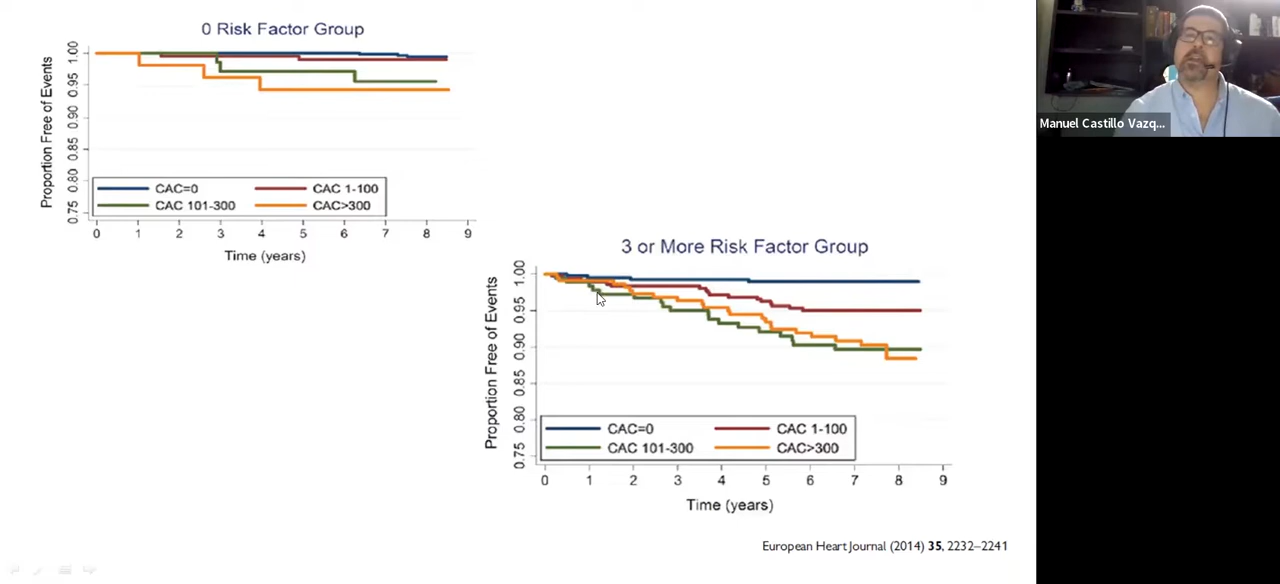 0 Risk Factor Group
Proportion Free of Events
1.00
0.95
0.90
0.85
0.80
0.75
CAC=0
CAC 1-100
CAC 101-300
CAC>300
0 1 2 3 4 5 6 7 8 9
Time (years)
3 or More Risk Factor Group
Proportion Free of Events
1.00
0.95
0.90
0.85
0.80
0.75
CAC=0
CAC 1-100
CAC 101-300
CAC>300
0 1 2 3 4 5 6 7 8 9
Time (years)
European Heart Journal (2014) 35, 2232–2241
Manuel Castillo Vazq...